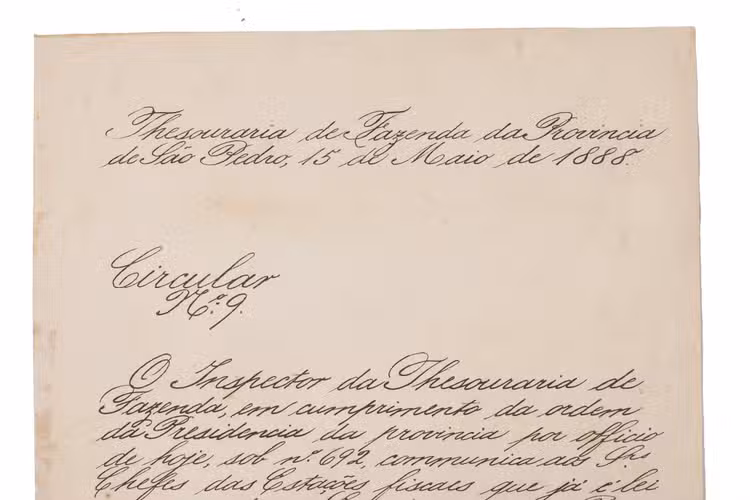 Thesouraria de Fazenda da Provincia
de São Pedro, 15 de Maio de 1888.
Circular
N.º 9.
O Inspector da Thesouraria de
Fazenda, em cumprimento da ordem
da Presidencia da provincia por officio
de hoje, sob n.º 692, communica aos Srs
Chefes das Estações fiscaes que já é lei